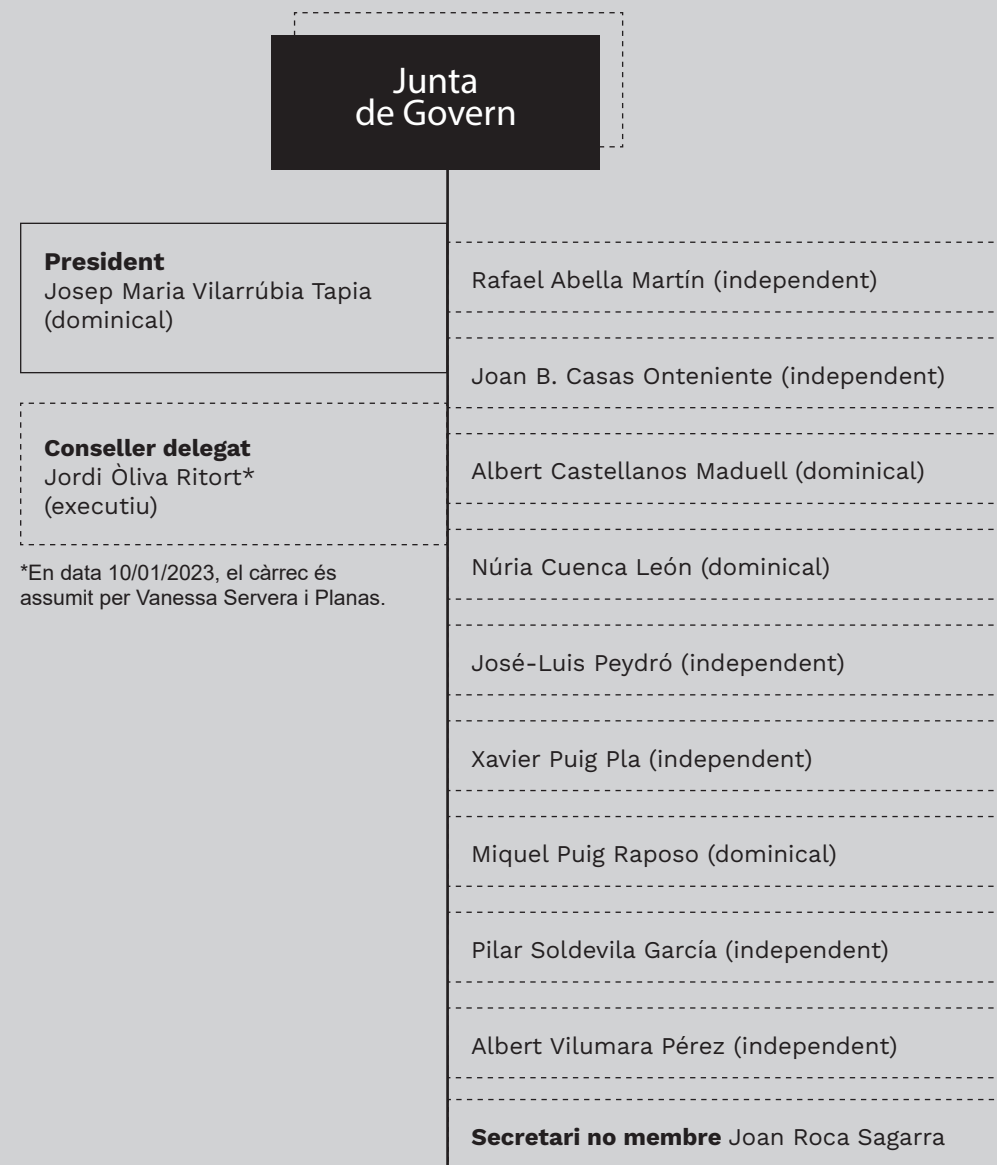 Junta
de Govern
President
Josep Maria Vilarrúbia Tapia
(dominical)
Conseller delegat
Jordi Òliva Ritort*
(executiu)
*En data 10/01/2023, el càrrec és
assumit per Vanessa Servera i Planas.
Rafael Abella Martín (independent)
Joan B. Casas Onteniente (independent)
Albert Castellanos Maduell (dominical)
Núria Cuenca León (dominical)
José-Luis Peydró (independent)
Xavier Puig Pla (independent)
Miquel Puig Raposo (dominical)
Pilar Soldevila García (independent)
Albert Vilumara Pérez (independent)
Secretari no membre Joan Roca Sagarra